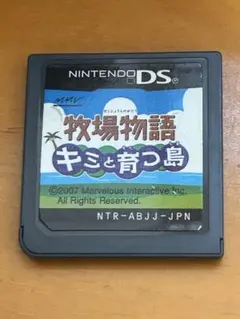 NINTENDO DS
牧場物語
キミと育つ島
©2007 Marvelous Interactive Inc.
All Rights Reserved.
NTR-ABJJ-JPN